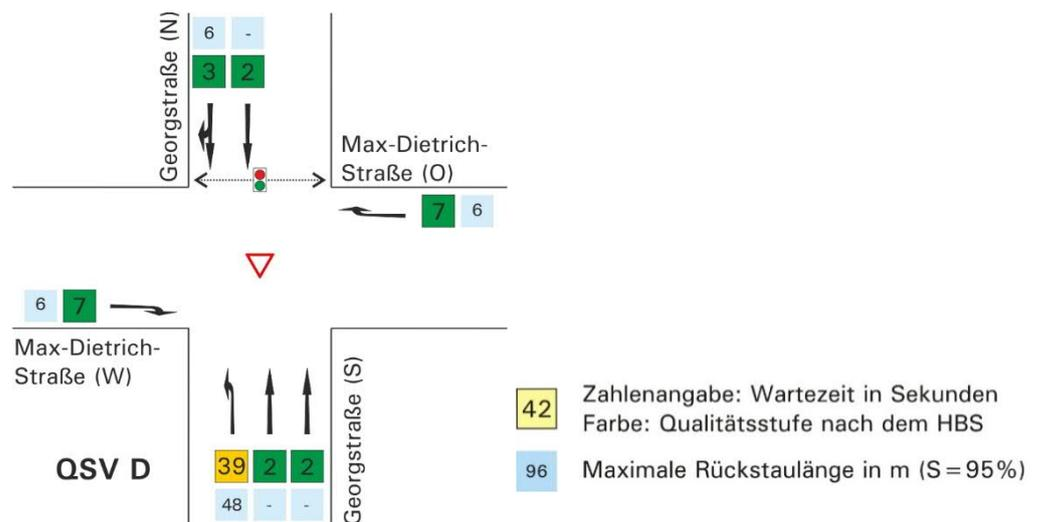 Georgstraße (N)
6 -
3 2
Max-Dietrich-
Straße (O)
7 6
6 7
Max-Dietrich-
Straße (W)
Georgstraße (S)
QSV D
39 2 2
48 - -
42
Zahlenangabe: Wartezeit in Sekunden
Farbe: Qualitätsstufe nach dem HBS
96
Maximale Rückstaulänge in m (S=95%)